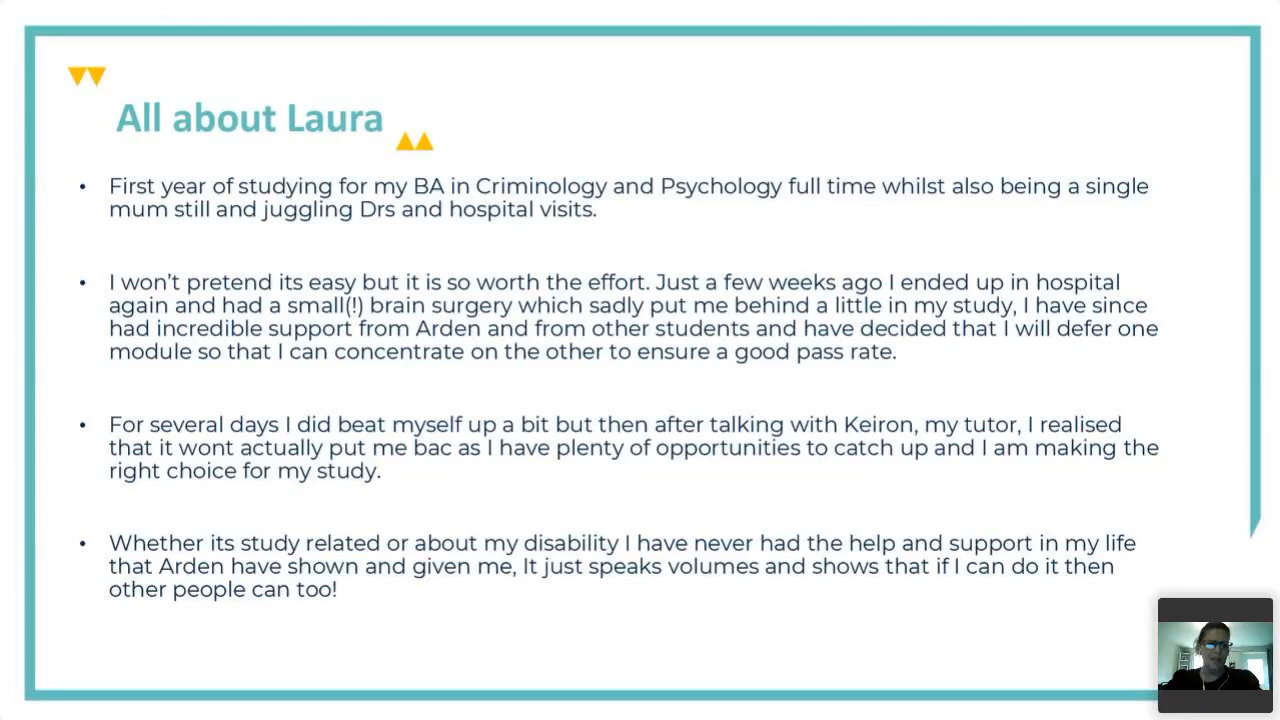 All about Laura
• First year of studying for my BA in Criminology and Psychology full time whilst also being a single
mum still and juggling Drs and hospital visits.
• I won't pretend its easy but it is so worth the effort. Just a few weeks ago I ended up in hospital
again and had a small(!) brain surgery which sadly put me behind a little in my study, I have since
had incredible support from Arden and from other students and have decided that I will defer one
module so that I can concentrate on the other to ensure a good pass rate.
• For several days I did beat myself up a bit but then after talking with Keiron, my tutor, I realised
that it wont actually put me bac as I have plenty of opportunities to catch up and I am making the
right choice for my study.
• Whether its study related or about my disability I have never had the help and support in my life
that Arden have shown and given me, It just speaks volumes and shows that if I can do it then
other people can too!